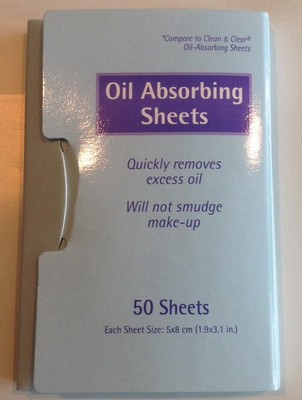 *Compare to Clean & Clear®
Oil-Absorbing Sheets
Oil Absorbing
Sheets
Quickly removes
excess oil
Will not smudge
make-up
50 Sheets
Each Sheet Size: 5x8 cm (1.9x3.1 in.)